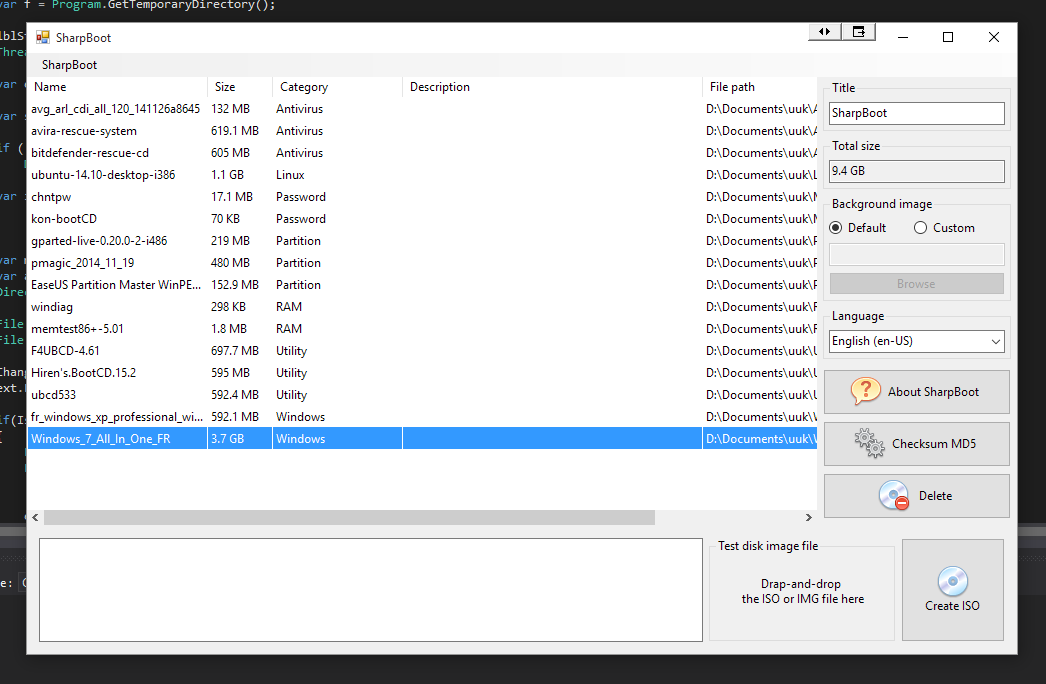 var f = Program.GetTemporaryDirectory();
SharpBoot
SharpBoot
Name Size Category Description File path
avg_arl_cdi_all_120_141126a8645 132 MB Antivirus D:\Documents\uuk\
avira-rescue-system 619.1 MB Antivirus D:\Documents\uuk\
bitdefender-rescue-cd 605 MB Antivirus D:\Documents\uuk\
ubuntu-14.10-desktop-i386 1.1 GB Linux D:\Documents\uuk\
chntpw 17.1 MB Password D:\Documents\uuk\
kon-bootCD 70 KB Password D:\Documents\uuk\
gparted-live-0.20.0-2-i486 219 MB Partition D:\Documents\uuk\
pmagic_2014_11_19 480 MB Partition D:\Documents\uuk\
EaseUS Partition Master WinPE... 152.9 MB Partition D:\Documents\uuk\
windiag 298 KB RAM D:\Documents\uuk\
memtest86+-5.01 1.8 MB RAM D:\Documents\uuk\
F4UBCD-4.61 697.7 MB Utility D:\Documents\uuk\
Hiren's.BootCD.15.2 595 MB Utility D:\Documents\uuk\
ubcd533 592.4 MB Utility D:\Documents\uuk\
fr_windows_xp_professional_wi... 592.1 MB Windows D:\Documents\uuk\
Windows_7_All_In_One_FR 3.7 GB Windows D:\Documents\uuk\
Title
SharpBoot
Total size
9.4 GB
Background image
Default Custom
Browse
Language
English (en-US)
About SharpBoot
Checksum MD5
Delete
Test disk image file
Drap-and-drop
the ISO or IMG file here
Create ISO